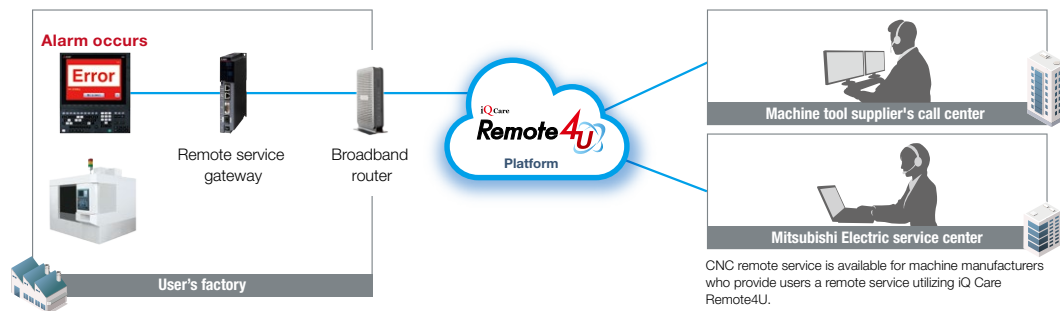 Alarm occurs
Error
Remote service
gateway
Broadband
router
User's factory
iQ Care
Remote4U
Platform
Machine tool supplier's call center
Mitsubishi Electric service center
CNC remote service is available for machine manufacturers
who provide users a remote service utilizing iQ Care
Remote4U.